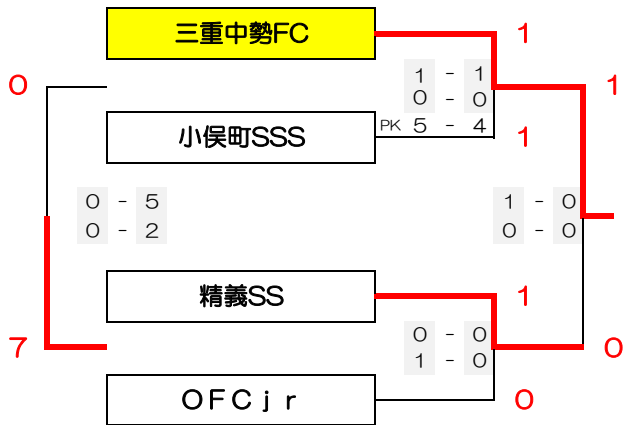 三重中勢FC 1
0 1 - 1 1
0 - 0
小俣町SSS PK 5 - 4 1
0 - 5 1 - 0
0 - 2 0 - 0
精義SS 1
7 0 - 0 0
1 - 0
ＯＦＣｊｒ 0